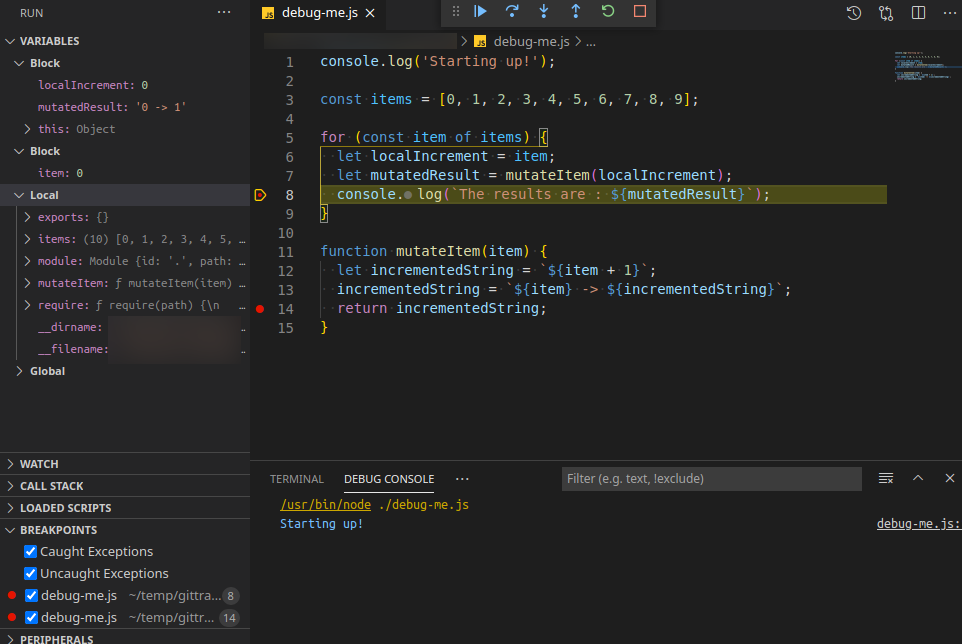 RUN
VARIABLES
Block
localIncrement: 0
mutatedResult: '0 -> 1'
this: Object
Block
item: 0
Local
exports: {}
items: (10) [0, 1, 2, 3, 4, 5, …
module: Module {id: '.', path: …
mutateItem: ƒ mutateItem(item) …
require: ƒ require(path) {\n …
__dirname:
__filename:
Global
WATCH
CALL STACK
LOADED SCRIPTS
BREAKPOINTS
Caught Exceptions
Uncaught Exceptions
debug-me.js ~/temp/gittra... 8
debug-me.js ~/temp/gittr... 14
PERIPHERALS
JS debug-me.js
JS debug-me.js > ...
1 console.log('Starting up!');
2
3 const items = [0, 1, 2, 3, 4, 5, 6, 7, 8, 9];
4
5 for (const item of items) {
6 let localIncrement = item;
7 let mutatedResult = mutateItem(localIncrement);
8 console.log(`The results are : ${mutatedResult}`);
9 }
10
11 function mutateItem(item) {
12 let incrementedString = `${item + 1}`;
13 incrementedString = `${item} -> ${incrementedString}`;
14 return incrementedString;
15 }
TERMINAL DEBUG CONSOLE Filter (e.g. text, !exclude)
/usr/bin/node ./debug-me.js
Starting up! debug-me.js: